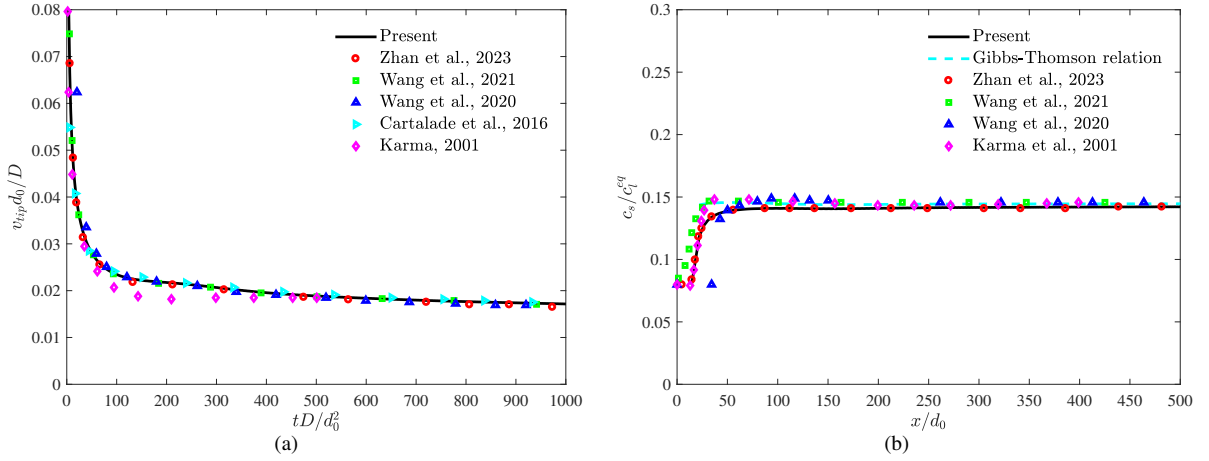 0.08
0.07
0.06
0.05
0.04
0.03
0.02
0.01
0
v_{tip}d_0/D
Present
Zhan et al., 2023
Wang et al., 2021
Wang et al., 2020
Cartalade et al., 2016
Karma, 2001
0 100 200 300 400 500 600 700 800 900 1000
tD/d_0^2
(a)
0.3
0.25
0.2
0.15
0.1
0.05
0
c_s/c_l^{eq}
Present
Gibbs-Thomson relation
Zhan et al., 2023
Wang et al., 2021
Wang et al., 2020
Karma et al., 2001
0 50 100 150 200 250 300 350 400 450 500
x/d_0
(b)